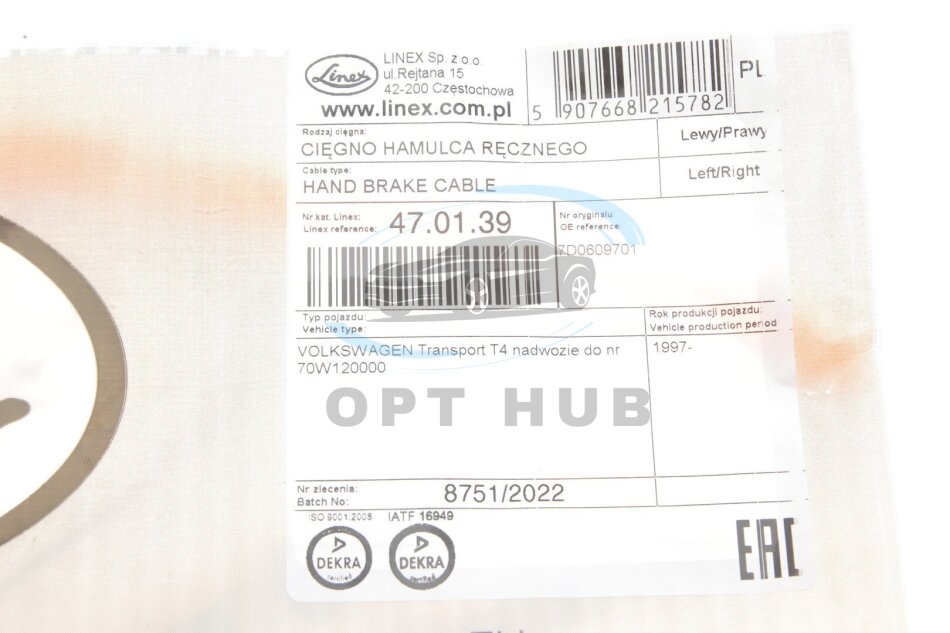 Linex
LINEX Sp. z o.o
ul.Rejtana 15
42-200 Częstochowa
www.linex.com.pl
5 907668 215782
PL
Rodzaj cięgna:
CIĘGNO HAMULCA RĘCZNEGO
Lewy/Prawy
Cable type:
HAND BRAKE CABLE
Left/Right
Nr kat. Linex:
Linex reference:
47.01.39
Nr oryginału:
OE reference:
7D0609701
Typ pojazdu:
Vehicle type:
Rok produkcji pojazdu:
Vehicle production period
VOLKSWAGEN Transport T4 nadwozie do nr
70W120000
1997-
OPT HUB
Nr zlecenia:
Batch No:
8751/2022
ISO 9001:2008
IATF 16949
DEKRA
certified
DEKRA
certified
EAC